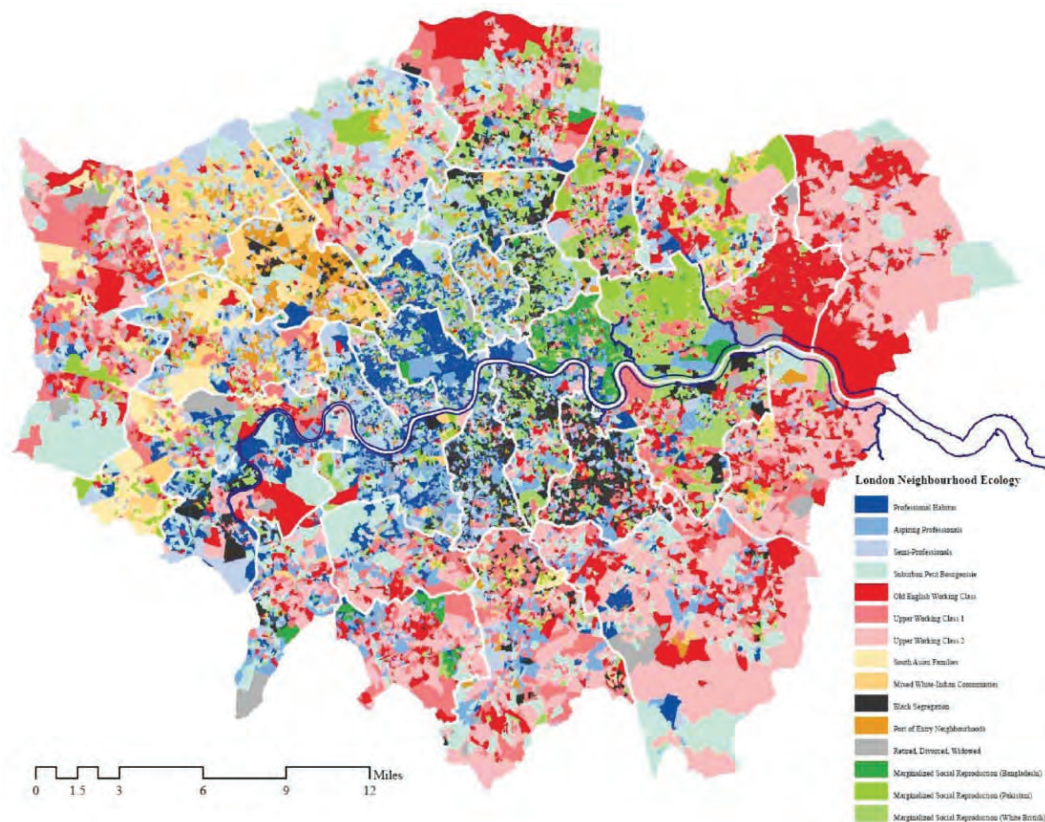 London Neighbourhood Ecology
Professional Habitus
Aspiring Professionals
Semi-Professionals
Suburban Petit Bourgeoisie
Old English Working Class
Upper Working Class 1
Upper Working Class 2
South Asian Families
Mixed White-Indian Communities
Black Segregation
Port of Entry Neighbourhoods
Retired, Divorced, Widowed
Marginalized Social Reproduction (Bangladeshi)
Marginalized Social Reproduction (Pakistani)
Marginalized Social Reproduction (White British)
Miles
0 1.5 3 6 9 12